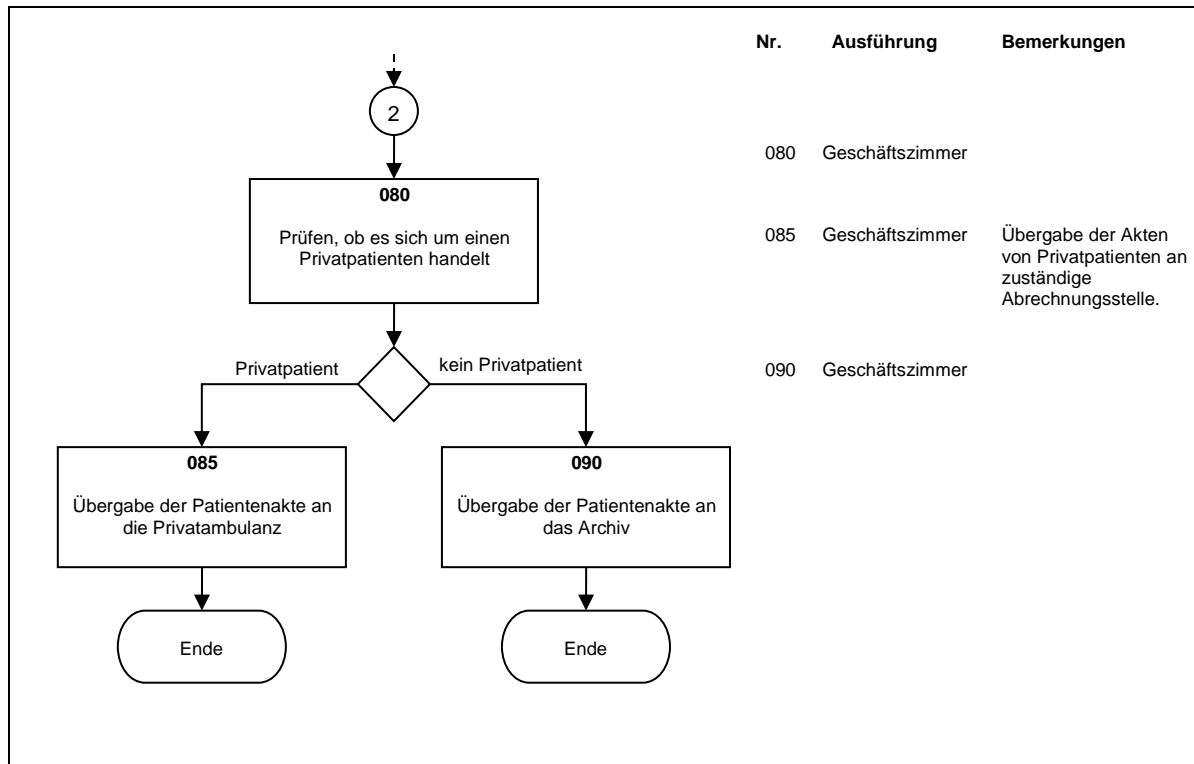 Nr. Ausführung Bemerkungen
2
080 Geschäftszimmer
080
Prüfen, ob es sich um einen
Privatpatienten handelt
085 Geschäftszimmer Übergabe der Akten
von Privatpatienten an
zuständige
Abrechnungsstelle.
Privatpatient kein Privatpatient
090 Geschäftszimmer
085
Übergabe der Patientenakte an
die Privatambulanz
090
Übergabe der Patientenakte an
das Archiv
Ende
Ende